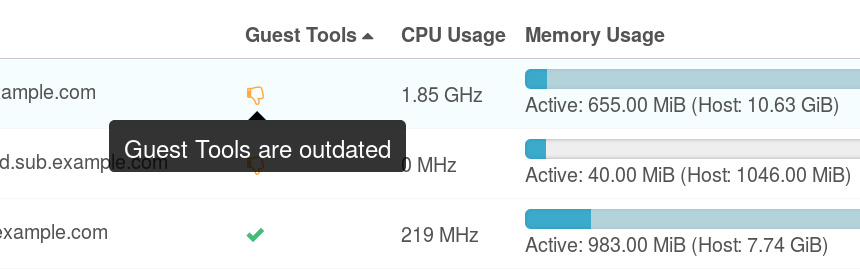 Guest Tools CPU Usage Memory Usage
ample.com 1.85 GHz
Active: 655.00 MiB (Host: 10.63 GiB)
Guest Tools are outdated
d.sub.example.com 0 MHz
Active: 40.00 MiB (Host: 1046.00 MiB)
example.com 219 MHz
Active: 983.00 MiB (Host: 7.74 GiB)